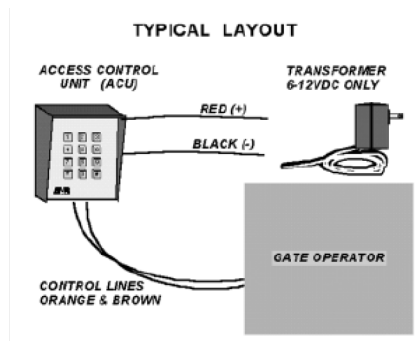 TYPICAL LAYOUT
ACCESS CONTROL
UNIT (ACU)
TRANSFORMER
6-12VDC ONLY
RED (+)
BLACK (-)
GATE OPERATOR
CONTROL LINES
ORANGE & BROWN